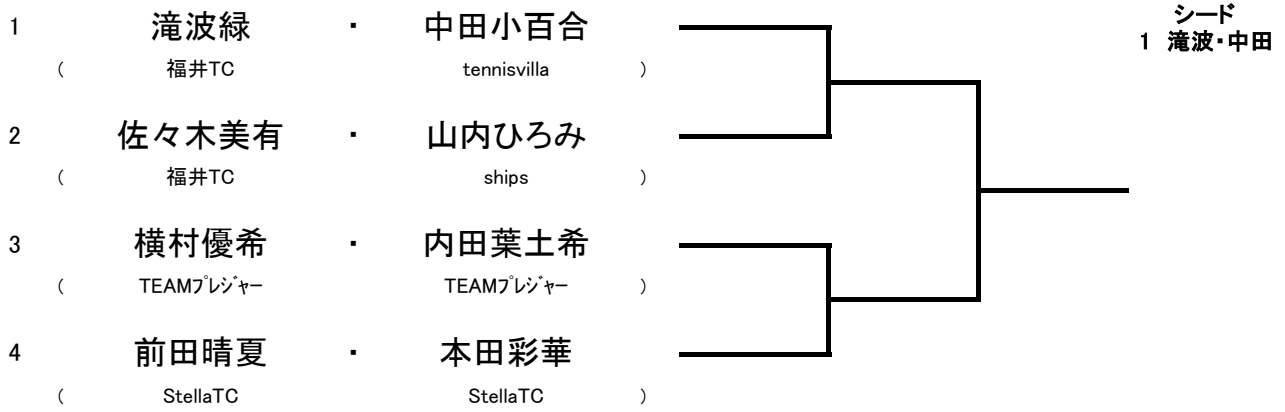 1 滝波緑 ・ 中田小百合
( 福井TC tennisvilla )
2 佐々木美有 ・ 山内ひろみ
( 福井TC ships )
3 横村優希 ・ 内田葉土希
( TEAMﾌﾟﾚｼﾞｬｰ TEAMﾌﾟﾚｼﾞｬｰ )
4 前田晴夏 ・ 本田彩華
( StellaTC StellaTC )
シード
1 滝波・中田